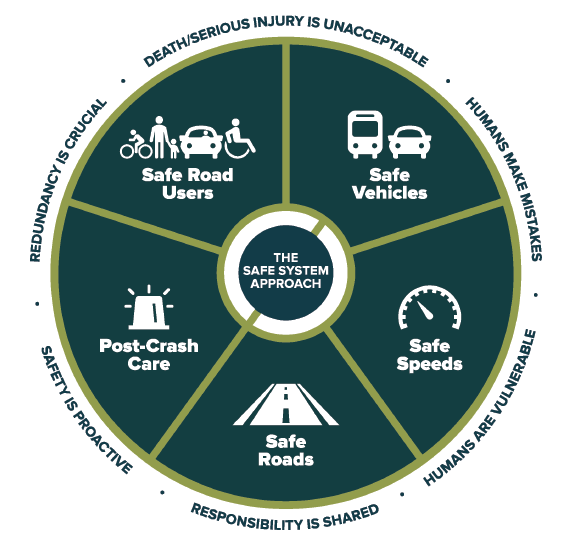 DEATH/SERIOUS INJURY IS UNACCEPTABLE
HUMANS MAKE MISTAKES
HUMANS ARE VULNERABLE
RESPONSIBILITY IS SHARED
SAFETY IS PROACTIVE
REDUNDANCY IS CRUCIAL
Safe Road
Users
Safe
Vehicles
THE
SAFE SYSTEM
APPROACH
Safe
Speeds
Safe
Roads
Post-Crash
Care